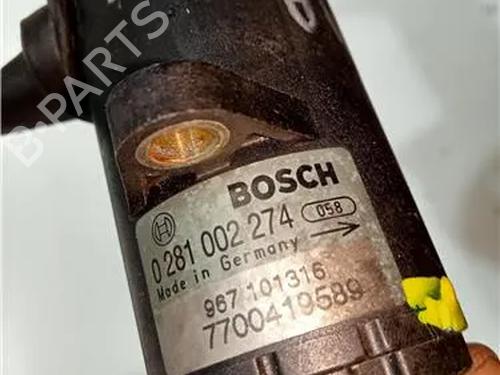 B-PARTS
BOSCH
0 281 002 274 058
Made in Germany
967 101316
7700419589